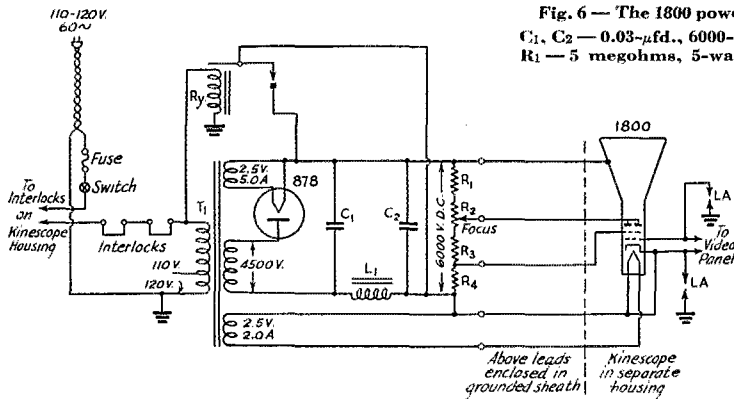 110-120V.
60~
Fig. 6 — The 1800 pow
C₁, C₂ — 0.03-µfd., 6000-
R₁ — 5 megohms, 5-wa
Ry
1800
Fuse
Switch
To
Interlocks
on
Kinescope
Housing
Interlocks
T₁
110V.
120V.
2.5V.
5.0A
878
4500V.
C₁
C₂
L₁
6000 V. D.C.
R₁
R₂
Focus
R₃
R₄
2.5V.
2.0A
LA
To
Video
Panel
LA
Above leads
enclosed in
grounded sheath
Kinescope
in separate
housing